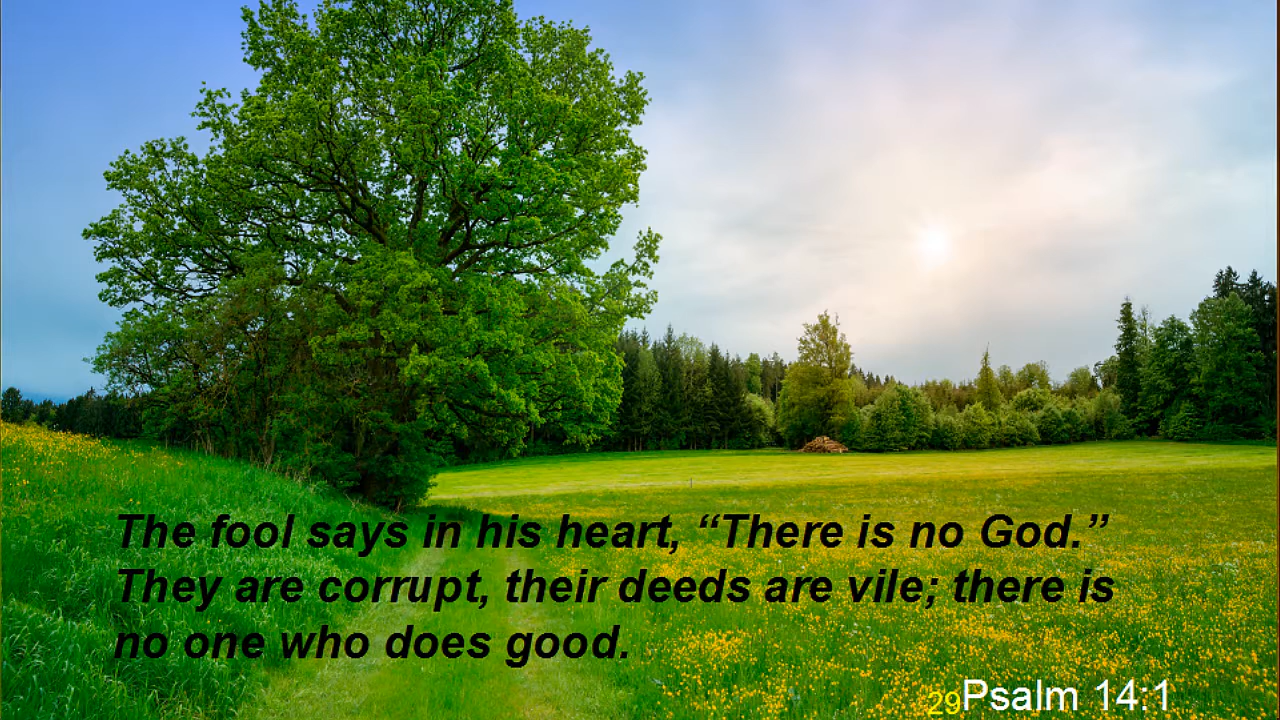 The fool says in his heart, “There is no God.”
They are corrupt, their deeds are vile; there is
no one who does good.
29Psalm 14:1